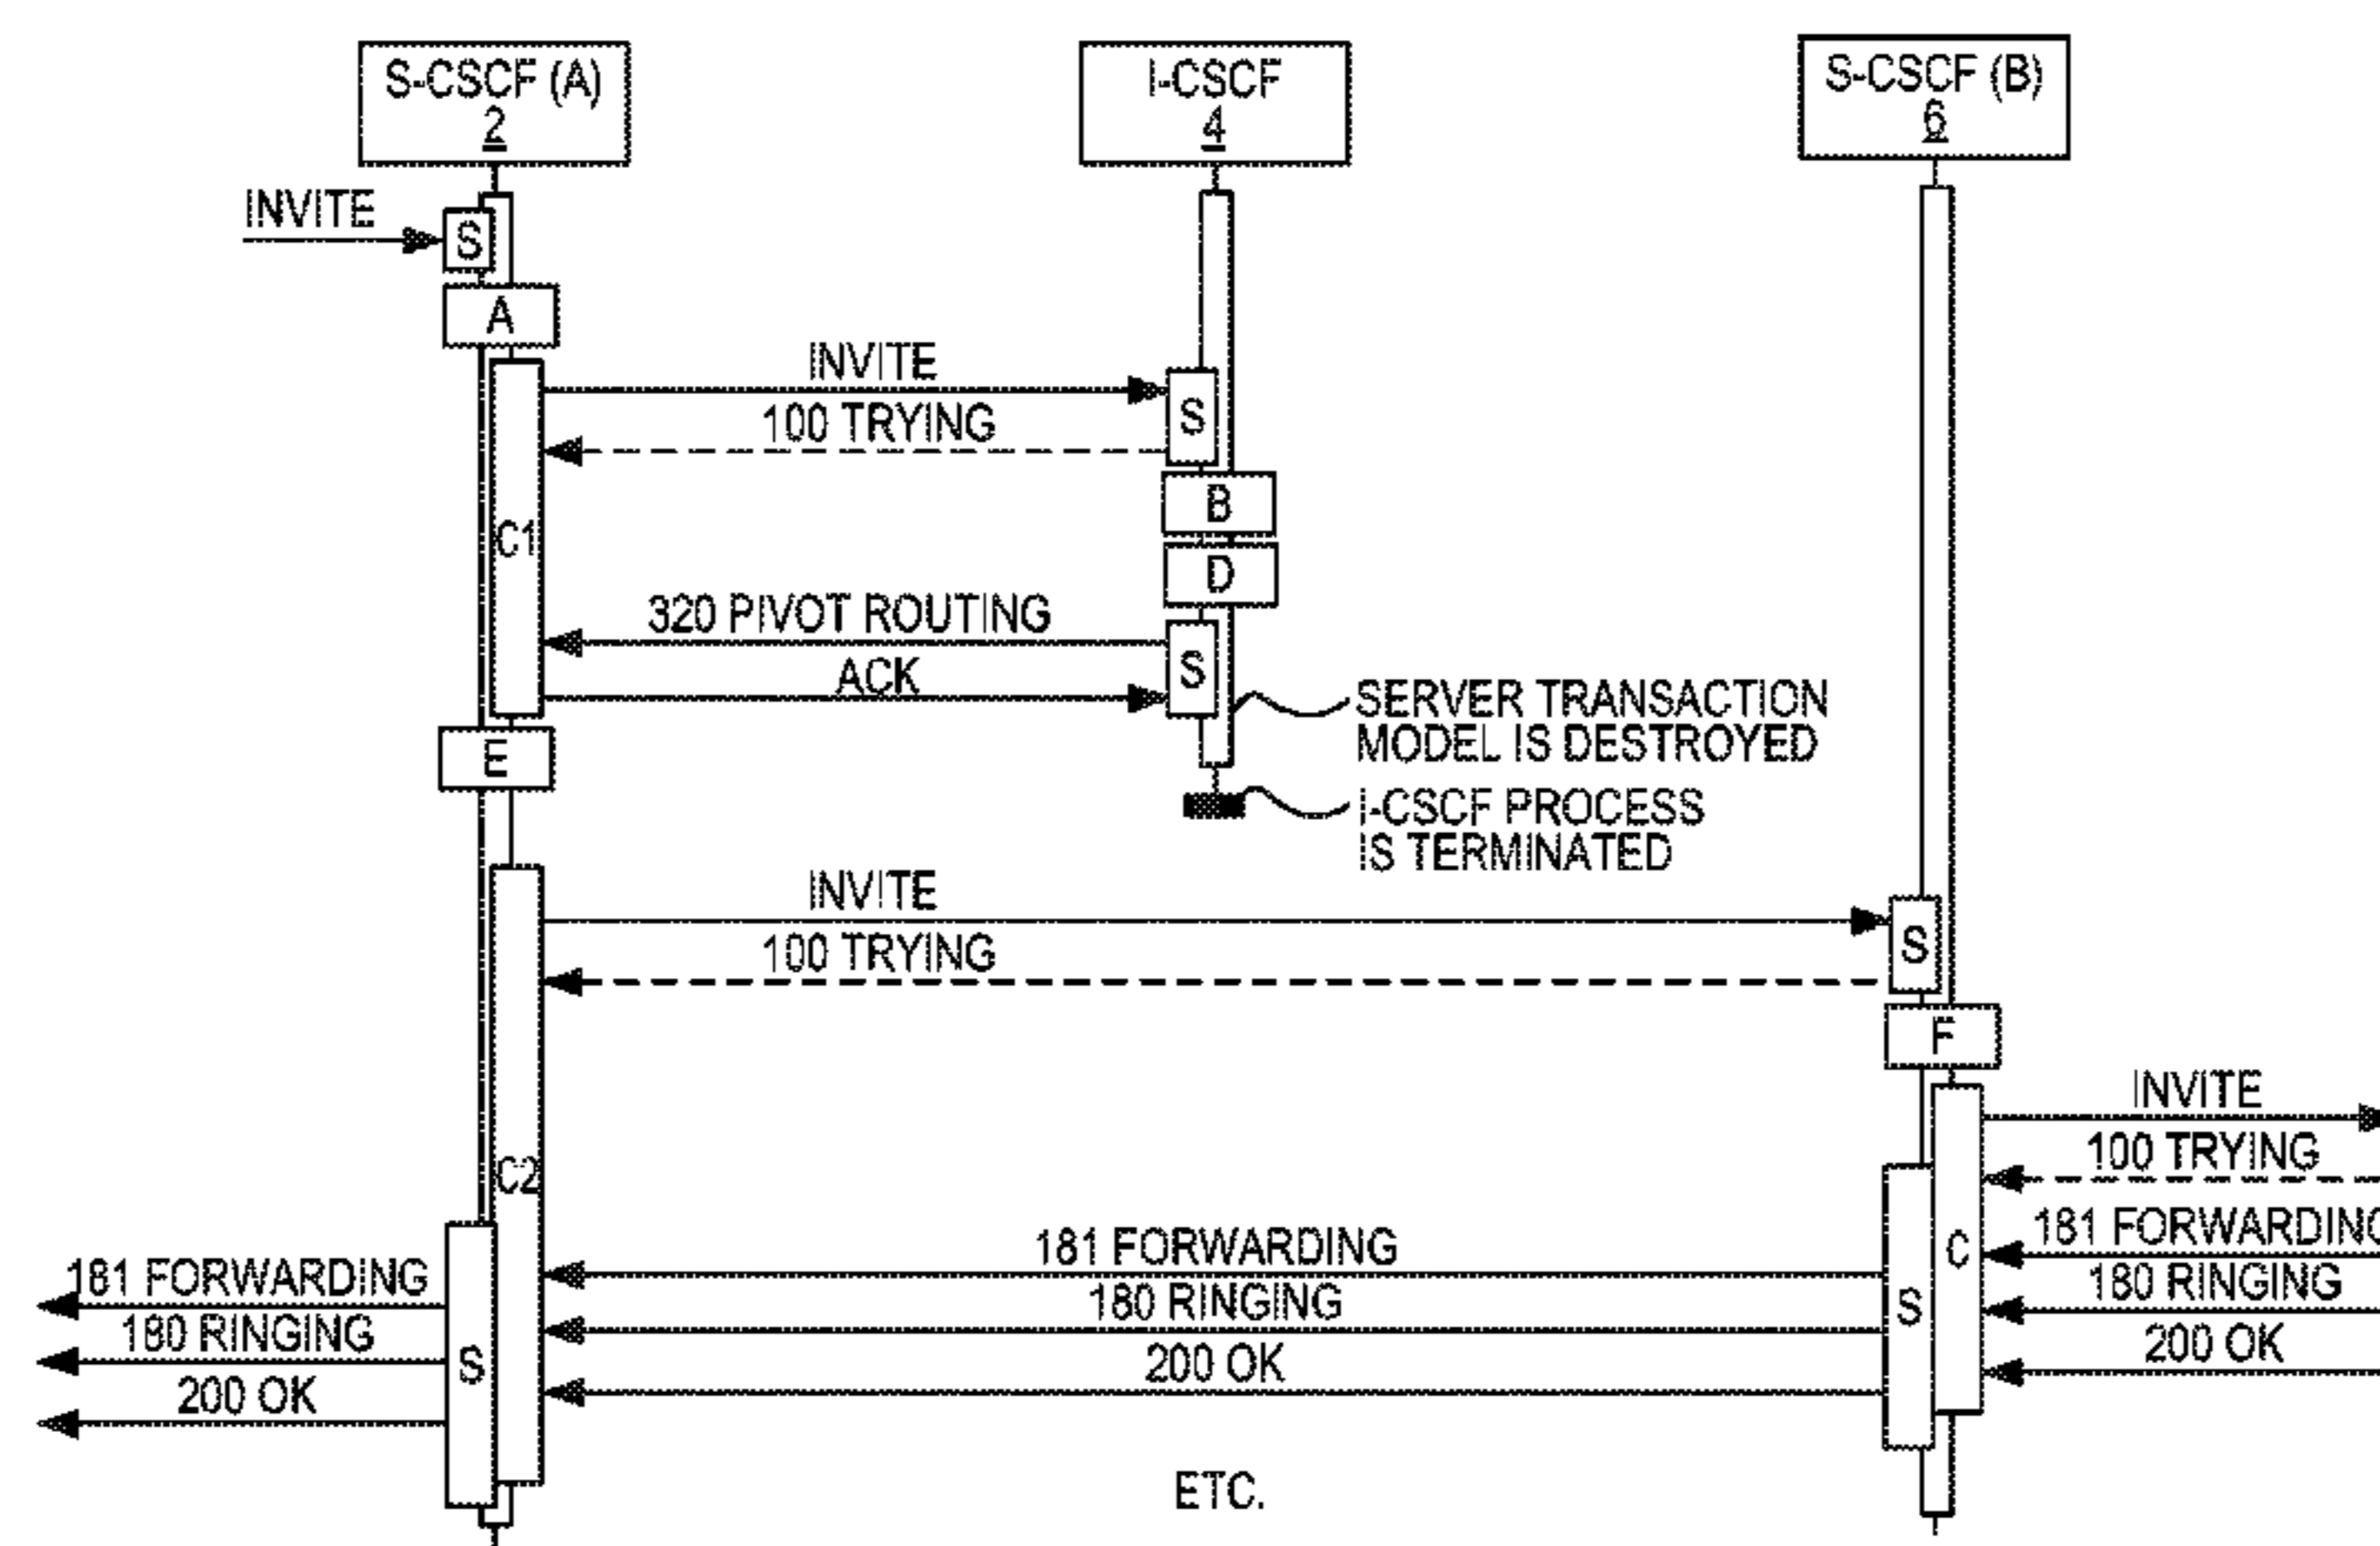 S-CSCF (A)
2
I-CSCF
4
S-CSCF (B)
6
INVITE
S
A
INVITE
S
100 TRYING
B
C1
D
320 PIVOT ROUTING
S
ACK
SERVER TRANSACTION
MODEL IS DESTROYED
E
I-CSCF PROCESS
IS TERMINATED
INVITE
S
100 TRYING
F
INVITE
100 TRYING
C2
181 FORWARDING
C
181 FORWARDING
181 FORWARDING
180 RINGING
180 RINGING
S
180 RINGING
200 OK
200 OK
S
200 OK
ETC.